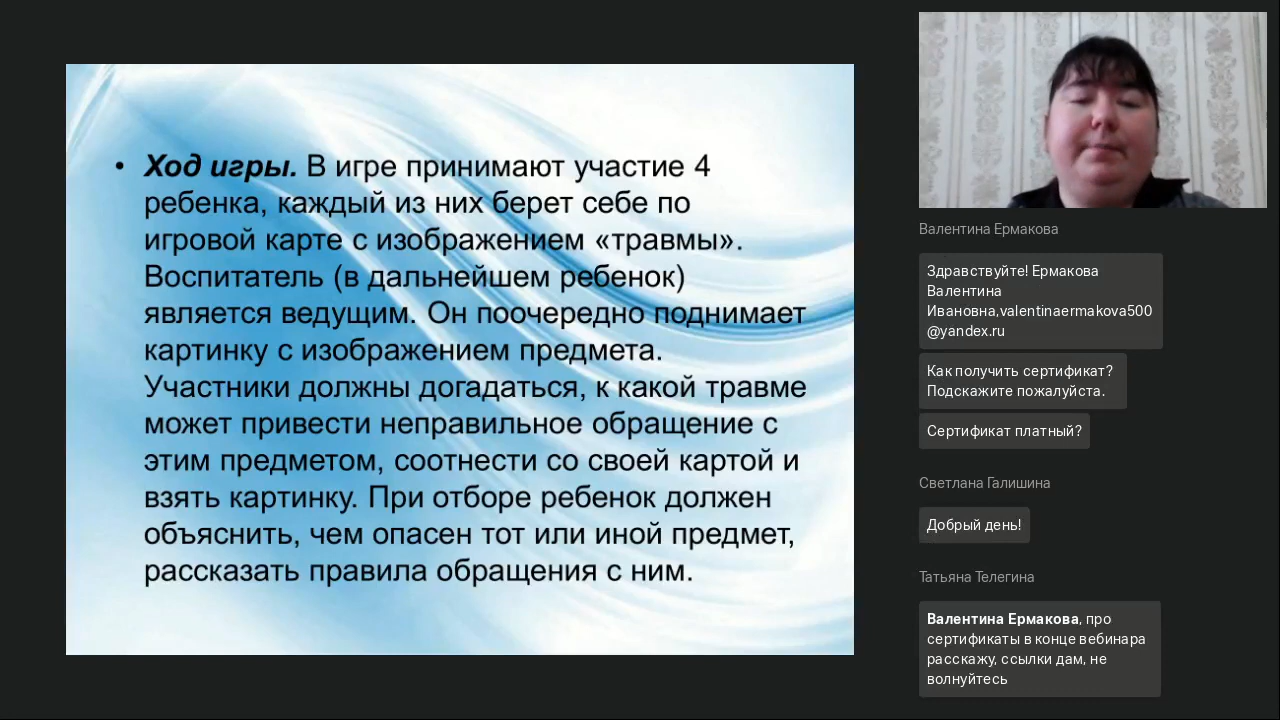 • Ход игры. В игре принимают участие 4
ребенка, каждый из них берет себе по
игровой карте с изображением «травмы».
Воспитатель (в дальнейшем ребенок)
является ведущим. Он поочередно поднимает
картинку с изображением предмета.
Участники должны догадаться, к какой травме
может привести неправильное обращение с
этим предметом, соотнести со своей картой и
взять картинку. При отборе ребенок должен
объяснить, чем опасен тот или иной предмет,
рассказать правила обращения с ним.
Валентина Ермакова
Здравствуйте! Ермакова
Валентина
Ивановна,valentinaermakova500
@yandex.ru
Как получить сертификат?
Подскажите пожалуйста.
Сертификат платный?
Светлана Галишина
Добрый день!
Татьяна Телегина
Валентина Ермакова, про
сертификаты в конце вебинара
расскажу, ссылки дам, не
волнуйтесь